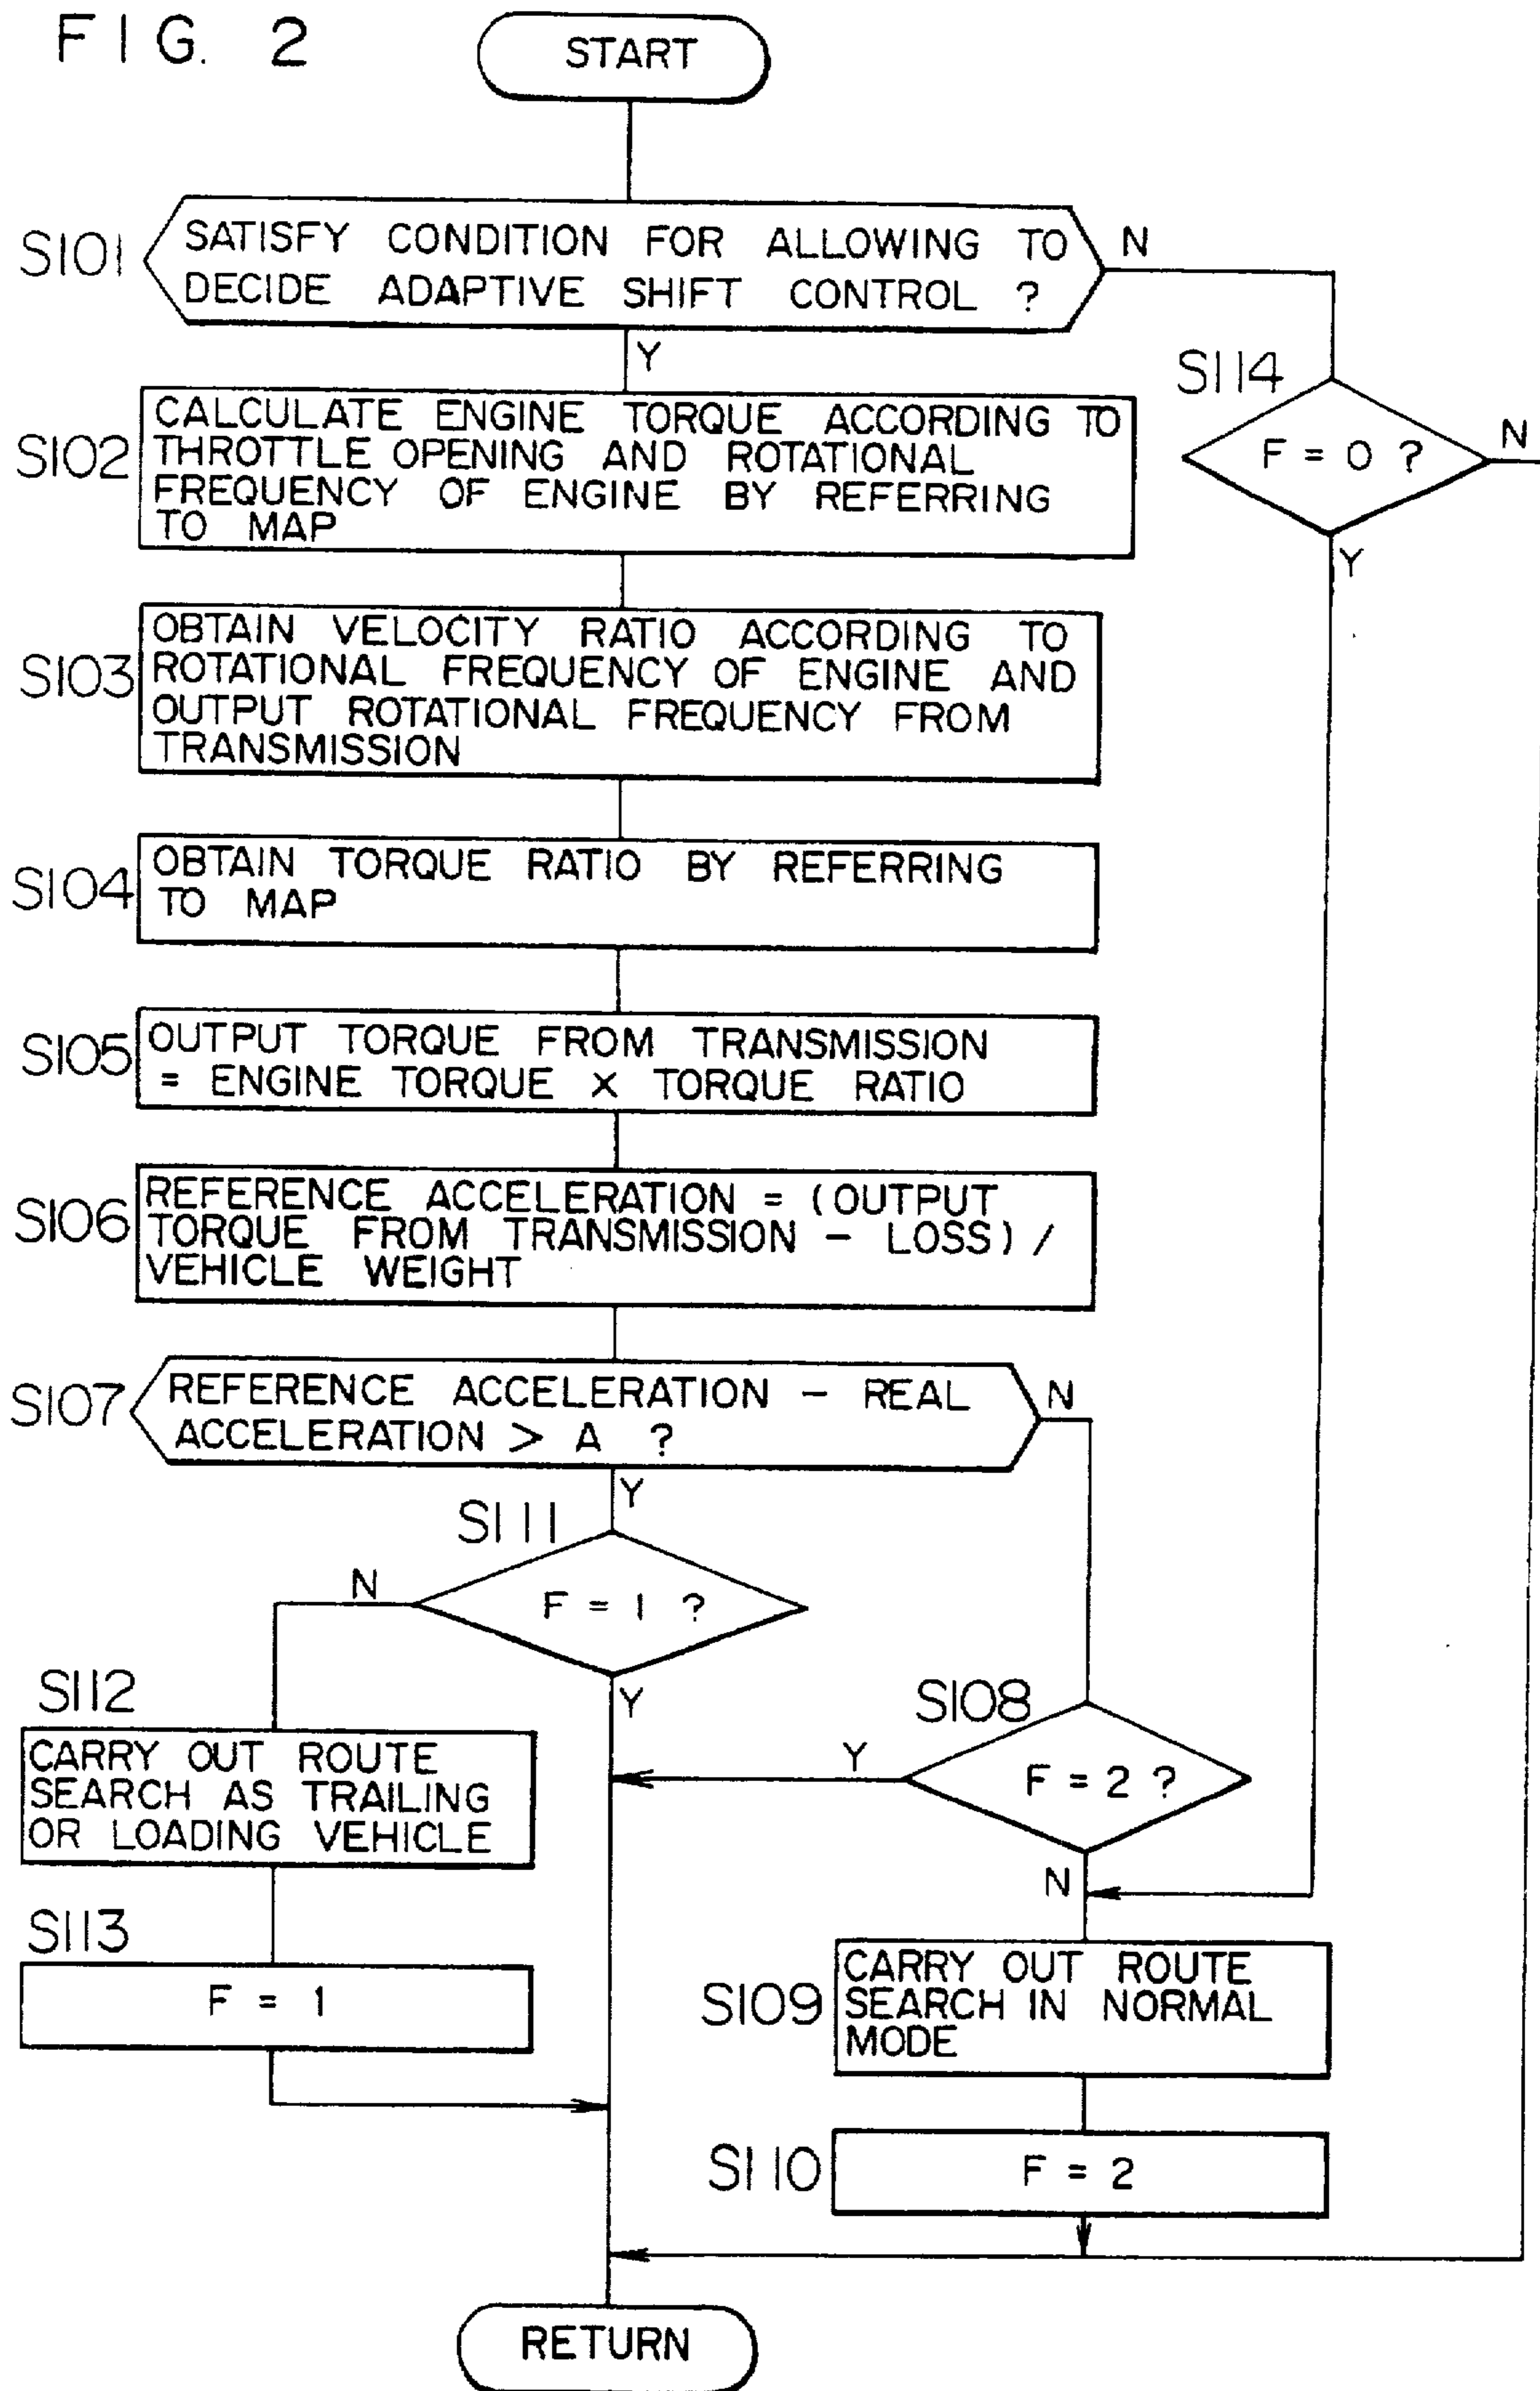 FIG. 2
START
S101
SATISFY CONDITION FOR ALLOWING TO
DECIDE ADAPTIVE SHIFT CONTROL ?
N
Y
S114
F = 0 ?
N
Y
S102
CALCULATE ENGINE TORQUE ACCORDING TO
THROTTLE OPENING AND ROTATIONAL
FREQUENCY OF ENGINE BY REFERRING
TO MAP
S103
OBTAIN VELOCITY RATIO ACCORDING TO
ROTATIONAL FREQUENCY OF ENGINE AND
OUTPUT ROTATIONAL FREQUENCY FROM
TRANSMISSION
S104
OBTAIN TORQUE RATIO BY REFERRING
TO MAP
S105
OUTPUT TORQUE FROM TRANSMISSION
= ENGINE TORQUE X TORQUE RATIO
S106
REFERENCE ACCELERATION = (OUTPUT
TORQUE FROM TRANSMISSION - LOSS) /
VEHICLE WEIGHT
S107
REFERENCE ACCELERATION - REAL
ACCELERATION > A ?
N
Y
S111
F = 1 ?
N
Y
S112
CARRY OUT ROUTE
SEARCH AS TRAILING
OR LOADING VEHICLE
S113
F = 1
S108
F = 2 ?
Y
N
S109
CARRY OUT ROUTE
SEARCH IN NORMAL
MODE
S110
F = 2
RETURN